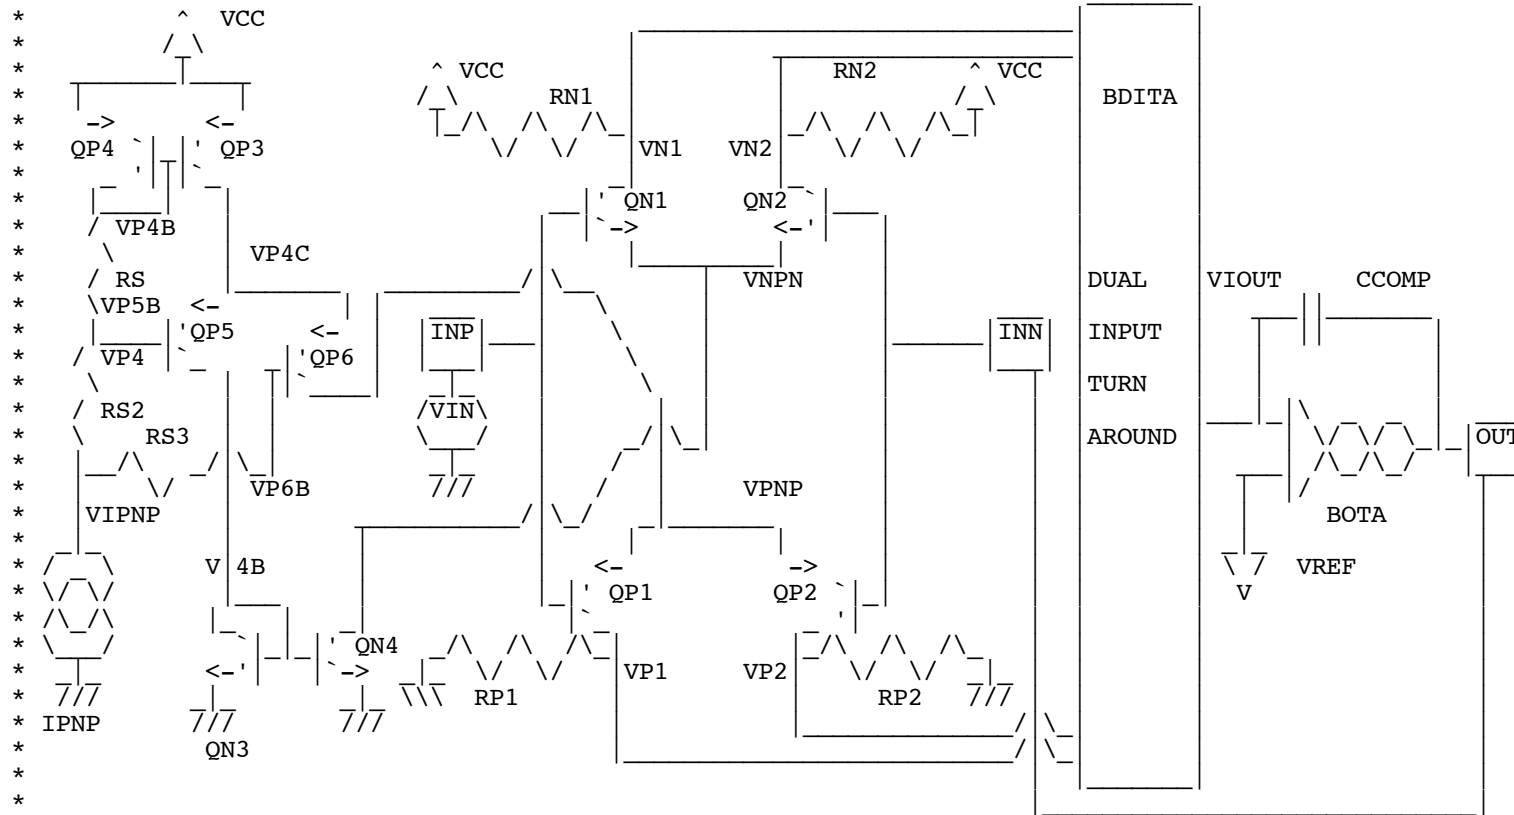 VCC
VCC RN2 VCC
RN1 BDITA
QP4 QP3
VN1 VN2
QN1 QN2
VP4B
VP4C
RS VNPN DUAL VIOUT CCOMP
VP5B
QP5 INP INN INPUT
VP4 QP6
TURN
RS2 VIN
RS3 AROUND OUT
VP6B VPNP
VIPNP BOTA
V 4B VREF
QP1 QP2 V
QN4
VP1 VP2
RP1 RP2
IPNP
QN3